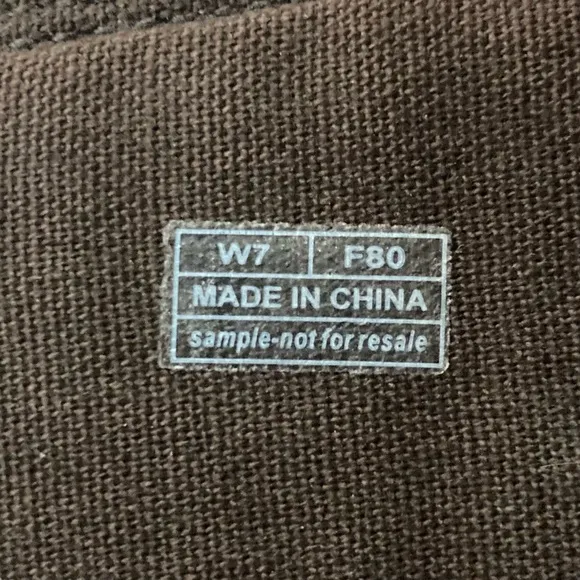 W7 F80
MADE IN CHINA
sample-not for resale